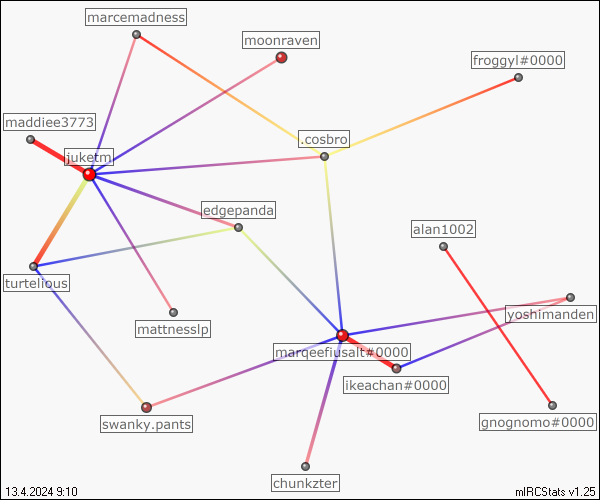 marcemadness
moonraven
froggyl#0000
maddiee3773
.cosbro
juketm
edgepanda
alan1002
turtelious
yoshimanden
mattnesslp
marqeefiusalt#0000
ikeachan#0000
swanky.pants
gnognomo#0000
chunkzter
13.4.2024 9:10
mIRCStats v1.25